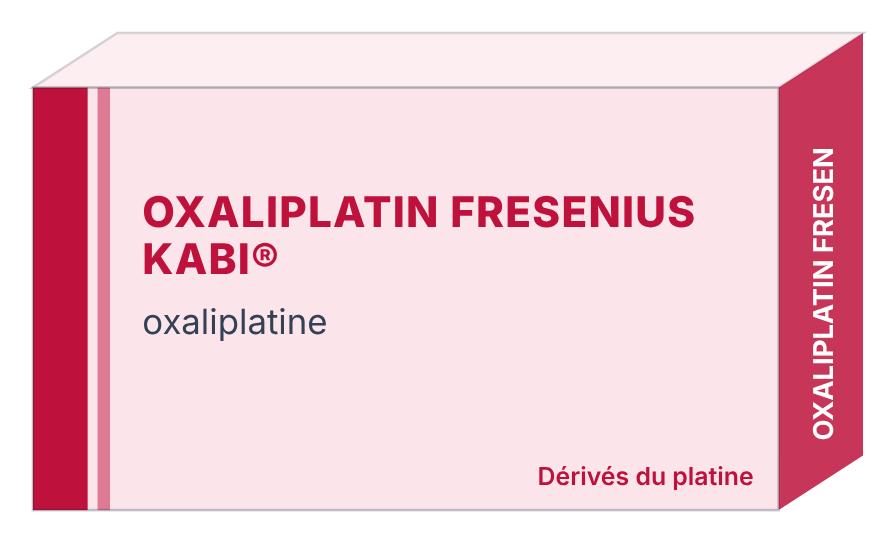 OXALIPLATIN FRESENIUS
KABI®
oxaliplatine
Dérivés du platine
OXALIPLATIN FRESEN